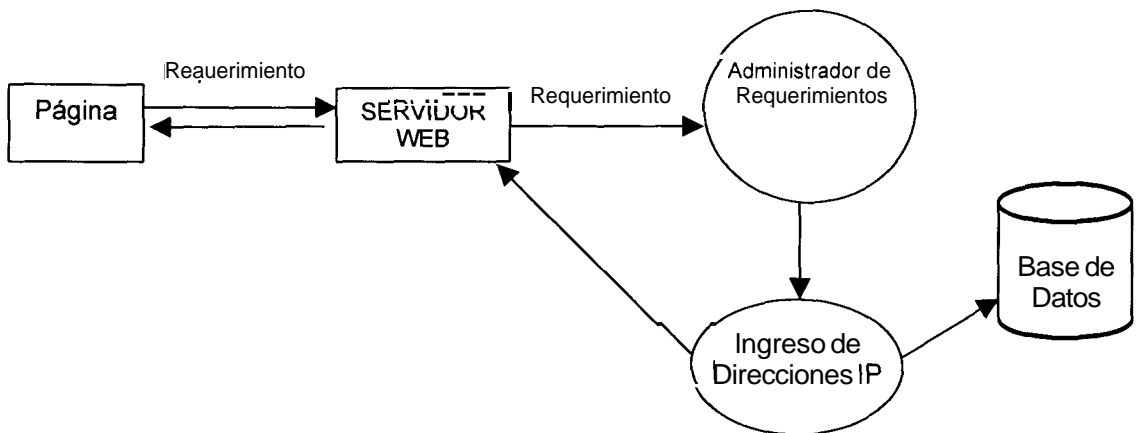 Requerimiento
Página
SERVIDOR
WEB
Requerimiento
Administrador de
Requerimientos
Base de
Datos
Ingreso de
Direcciones IP